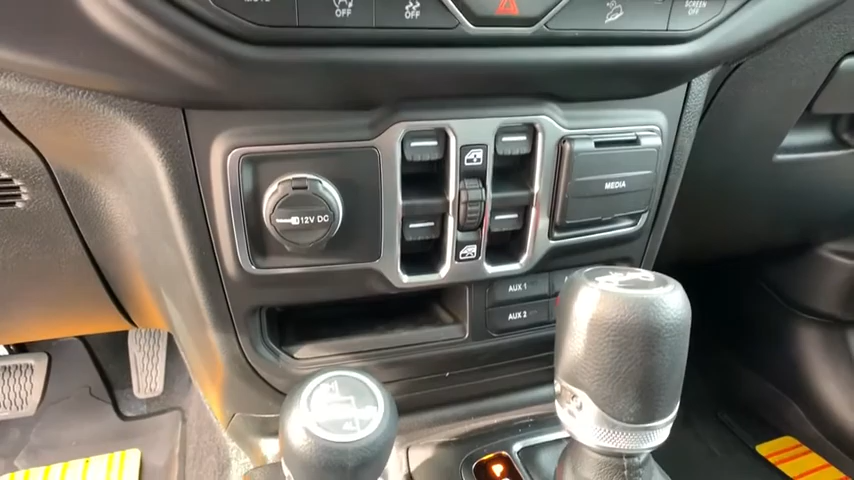 OFF
OFF
SCREEN
OFF
12V DC
MEDIA
AUX 1
AUX 2